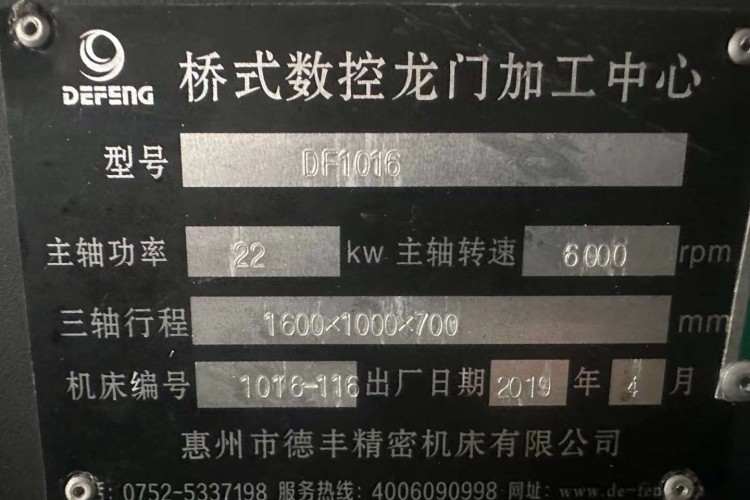 DEFENG
桥式数控龙门加工中心
型号 DF1016
主轴功率 22 kw 主轴转速 6000 rpm
三轴行程 1600×1000×700 mm
机床编号 1016-116 出厂日期 2019 年 4 月
惠州市德丰精密机床有限公司
: 0752-5337198 服务热线: 4006090998 网址: www.de-fen